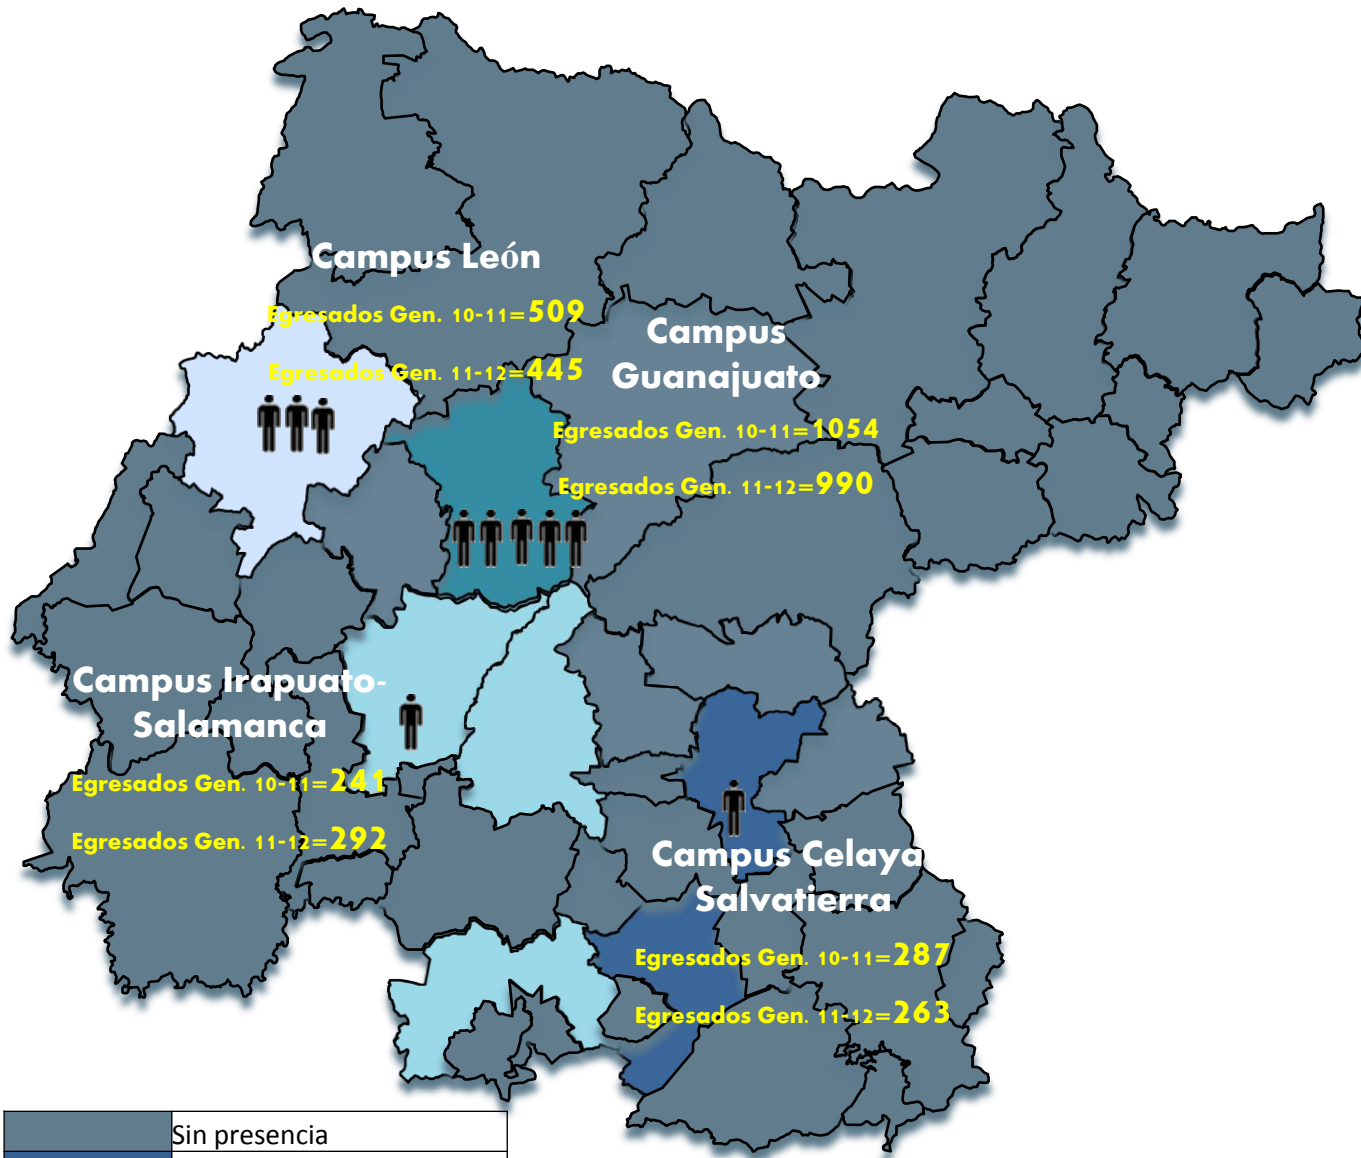 Campus León
Egresados Gen. 10-11=509
Egresados Gen. 11-12=445
Campus
Guanajuato
Egresados Gen. 10-11=1054
Egresados Gen. 11-12=990
Campus Irapuato-
Salamanca
Egresados Gen. 10-11=241
Egresados Gen. 11-12=292
Campus Celaya
Salvatierra
Egresados Gen. 10-11=287
Egresados Gen. 11-12=263
Sin presencia